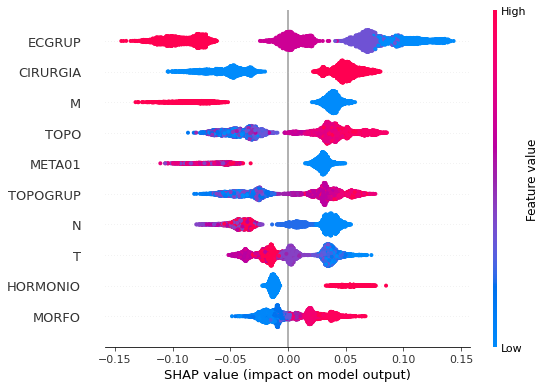 High
ECGRUP
CIRURGIA
M
TOPO
META01
TOPOGRUP
N
T
HORMONIO
MORFO
Feature value
Low
−0.15 −0.10 −0.05 0.00 0.05 0.10 0.15
SHAP value (impact on model output)